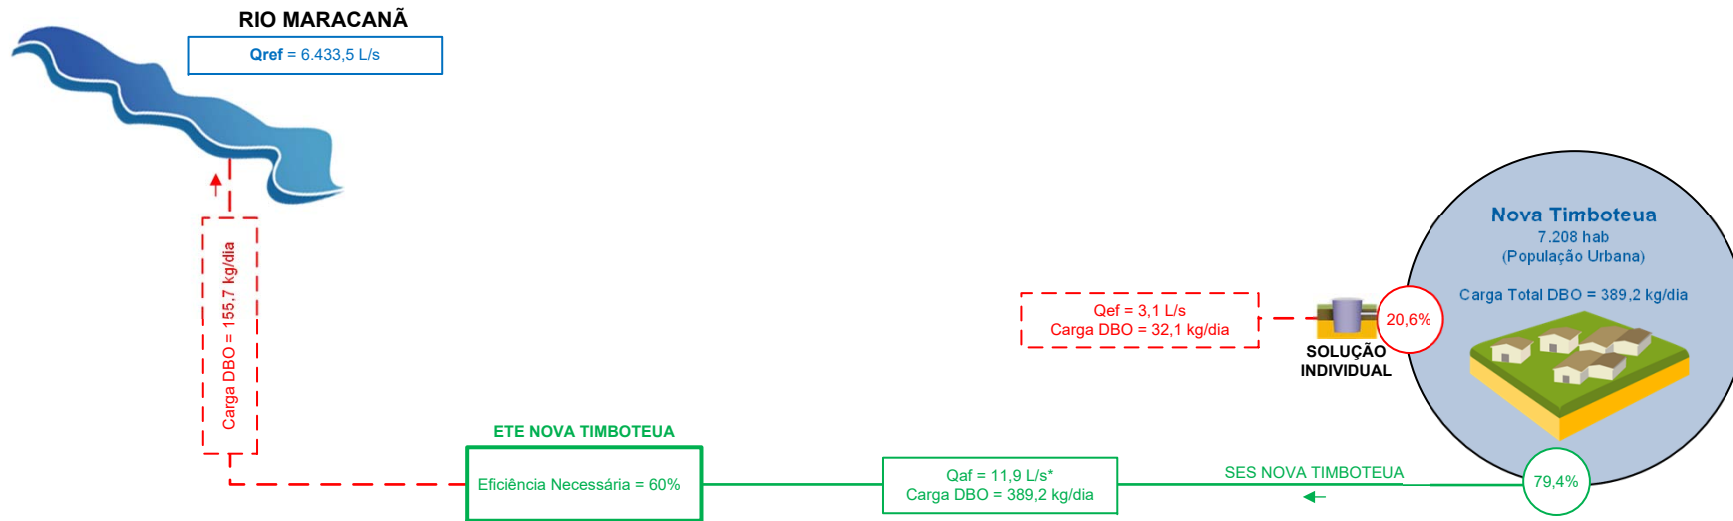 RIO MARACANÃ
Qref = 6.433,5 L/s
Carga DBO = 155,7 kg/dia
Nova Timboteua
7.208 hab
(População Urbana)
Carga Total DBO = 389,2 kg/dia
20,6%
Qef = 3,1 L/s
Carga DBO = 32,1 kg/dia
SOLUÇÃO
INDIVIDUAL
ETE NOVA TIMBOTEUA
Eficiência Necessária = 60%
Qaf = 11,9 L/s*
Carga DBO = 389,2 kg/dia
SES NOVA TIMBOTEUA
79,4%